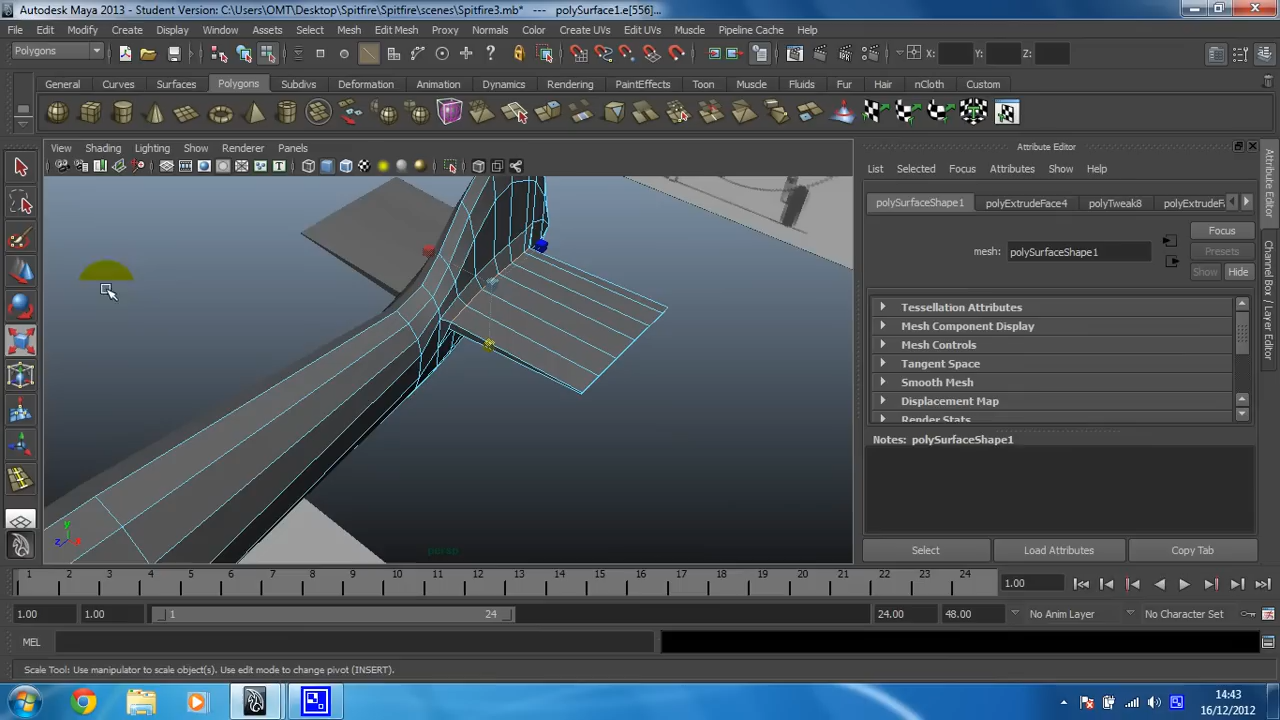 Autodesk Maya 2013 - Student Version: C:\Users\OMT\Desktop\Spitfire\Spitfire\scenes\Spitfire3.mb* --- polySurface1.e[556]...
File Edit Modify Create Display Window Assets Select Mesh Edit Mesh Proxy Normals Color Create UVs Edit UVs Muscle Pipeline Cache Help
Polygons X: Y: Z:
General Curves Surfaces Polygons Subdivs Deformation Animation Dynamics Rendering PaintEffects Toon Muscle Fluids Fur Hair nCloth Custom
View Shading Lighting Show Renderer Panels
Attribute Editor
List Selected Focus Attributes Show Help
polySurfaceShape1 polyExtrudeFace4 polyTweak8 polyExtrudeF
Focus
Presets
mesh: polySurfaceShape1
Show Hide
Tessellation Attributes
Mesh Component Display
Mesh Controls
Tangent Space
Smooth Mesh
Displacement Map
Render Stats
Notes: polySurfaceShape1
Select Load Attributes Copy Tab
Attribute Editor
Channel Box / Layer Editor
y
z x
persp
1 2 3 4 5 6 7 8 9 10 11 12 13 14 15 16 17 18 19 20 21 22 23 24 1.00
1.00 1.00 1 24 24.00 48.00 No Anim Layer No Character Set
MEL
Scale Tool: Use manipulator to scale object(s). Use edit mode to change pivot (INSERT).
14:43
16/12/2012